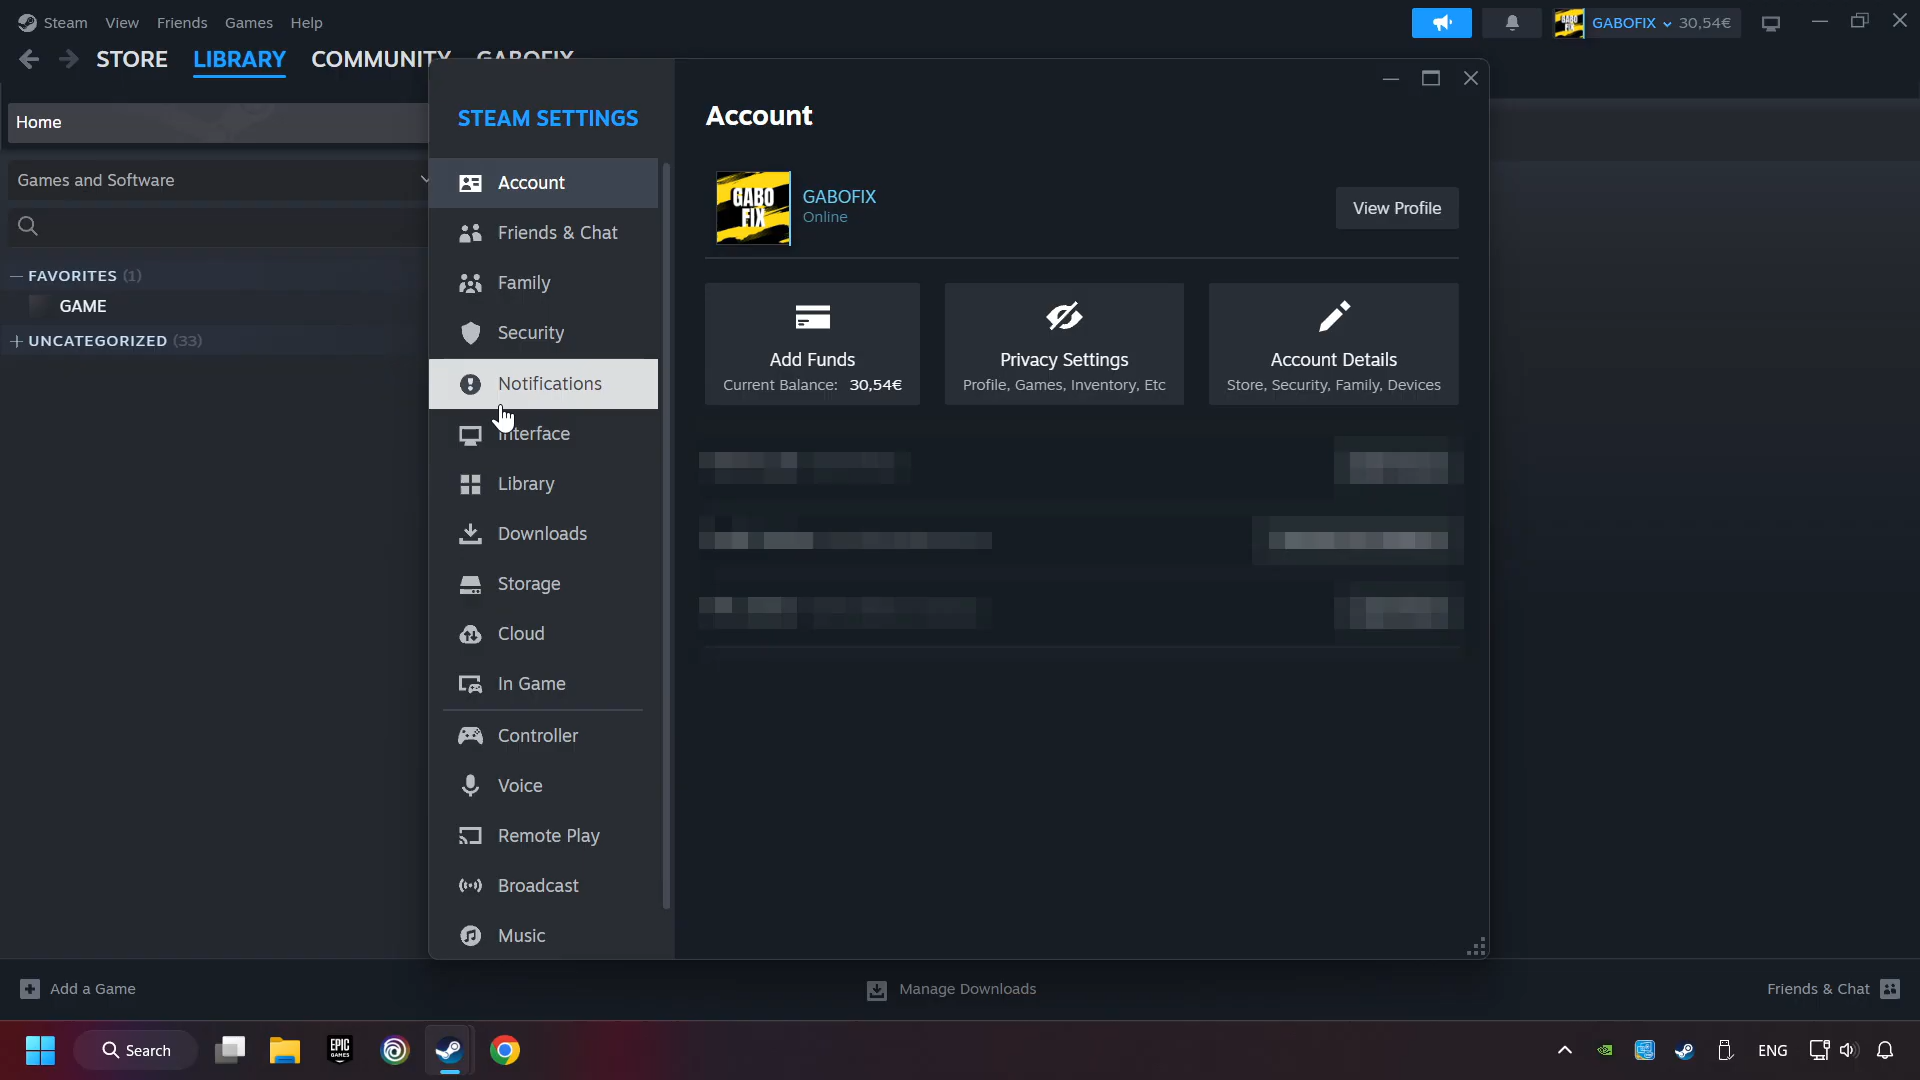 Steam View Friends Games Help
GABOFIX 30,54€
STORE LIBRARY COMMUNITY GABOFIX
Home
Games and Software
FAVORITES (1)
GAME
UNCATEGORIZED (33)
STEAM SETTINGS
Account
Friends & Chat
Family
Security
Notifications
Interface
Library
Downloads
Storage
Cloud
In Game
Controller
Voice
Remote Play
Broadcast
Music
Account
GABO
FIX
GABOFIX
Online
View Profile
Add Funds
Current Balance: 30,54€
Privacy Settings
Profile, Games, Inventory, Etc
Account Details
Store, Security, Family, Devices
Add a Game
Manage Downloads
Friends & Chat
Search
EPIC
GAMES
ENG